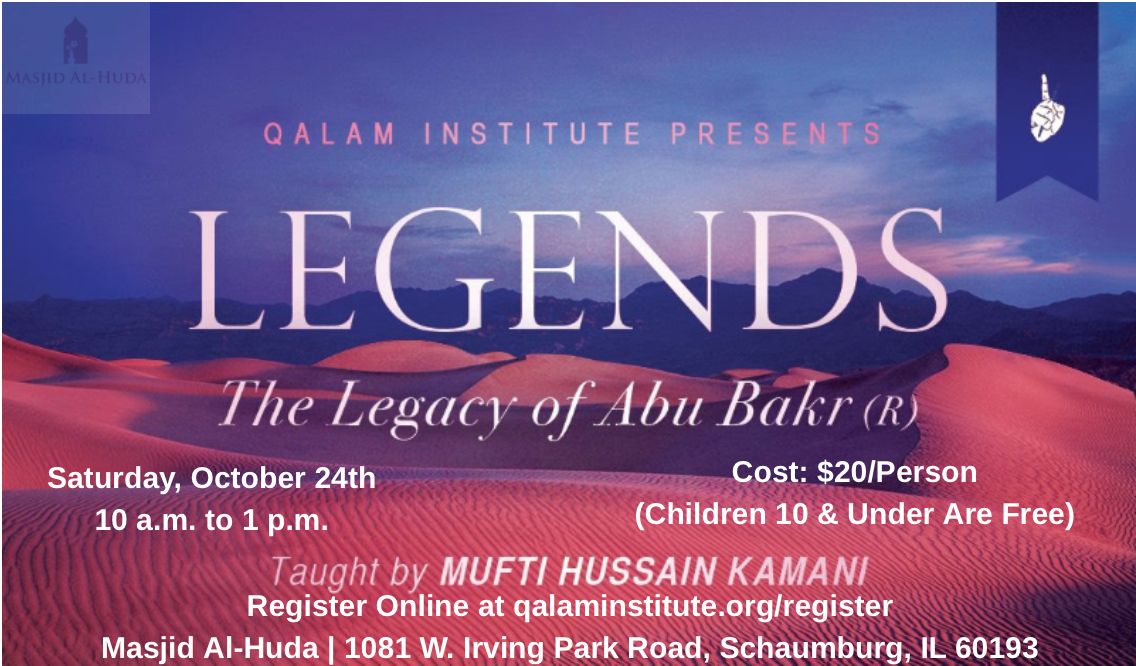 MASJID AL-HUDA
QALAM INSTITUTE PRESENTS
LEGENDS
The Legacy of Abu Bakr (R)
Saturday, October 24th
10 a.m. to 1 p.m.
Cost: $20/Person
(Children 10 & Under Are Free)
Taught by MUFTI HUSSAIN KAMANI
Register Online at qalaminstitute.org/register
Masjid Al-Huda | 1081 W. Irving Park Road, Schaumburg, IL 60193